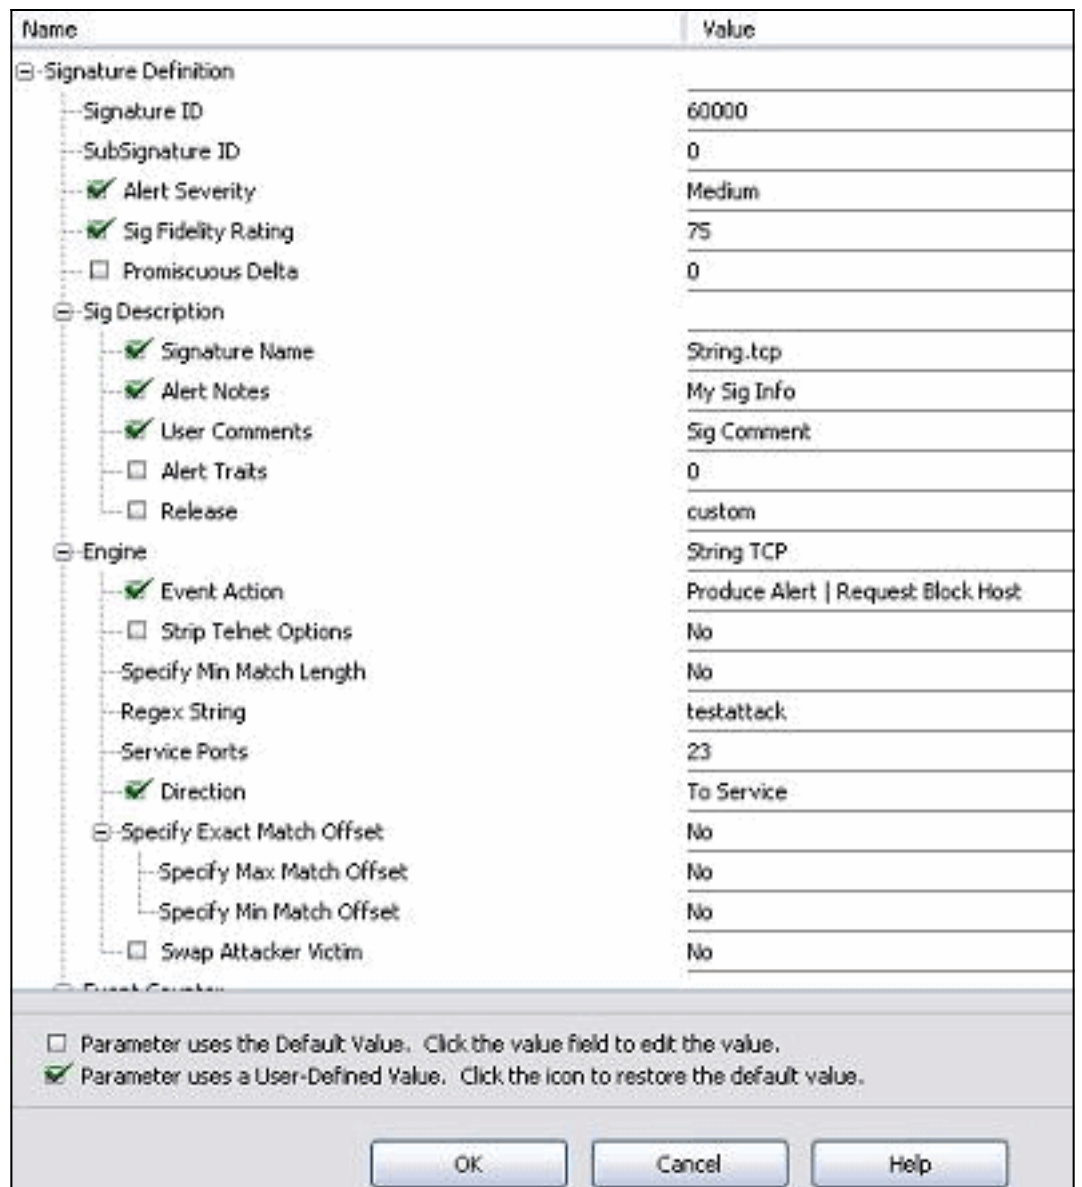 Name Value
Signature Definition
Signature ID 60000
SubSignature ID 0
Alert Severity Medium
Sig Fidelity Rating 75
Promiscuous Delta 0
Sig Description
Signature Name String.tcp
Alert Notes My Sig Info
User Comments Sig Comment
Alert Traits 0
Release custom
Engine String TCP
Event Action Produce Alert | Request Block Host
Strip Telnet Options No
Specify Min Match Length No
Regex String testattack
Service Ports 23
Direction To Service
Specify Exact Match Offset No
Specify Max Match Offset No
Specify Min Match Offset No
Swap Attacker Victim No
Event Counter
Parameter uses the Default Value. Click the value field to edit the value.
Parameter uses a User-Defined Value. Click the icon to restore the default value.
OK Cancel Help